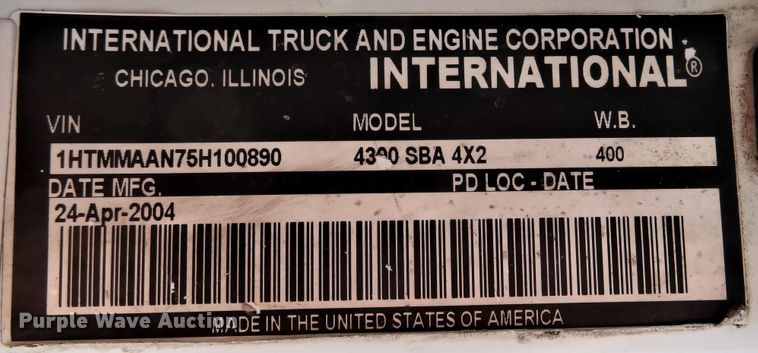 INTERNATIONAL TRUCK AND ENGINE CORPORATION
CHICAGO, ILLINOIS INTERNATIONAL®
VIN MODEL W.B.
1HTMMAAN75H100890 4300 SBA 4X2 400
DATE MFG. PD LOC - DATE
24-Apr-2004
Purple Wave Auction
MADE IN THE UNITED STATES OF AMERICA